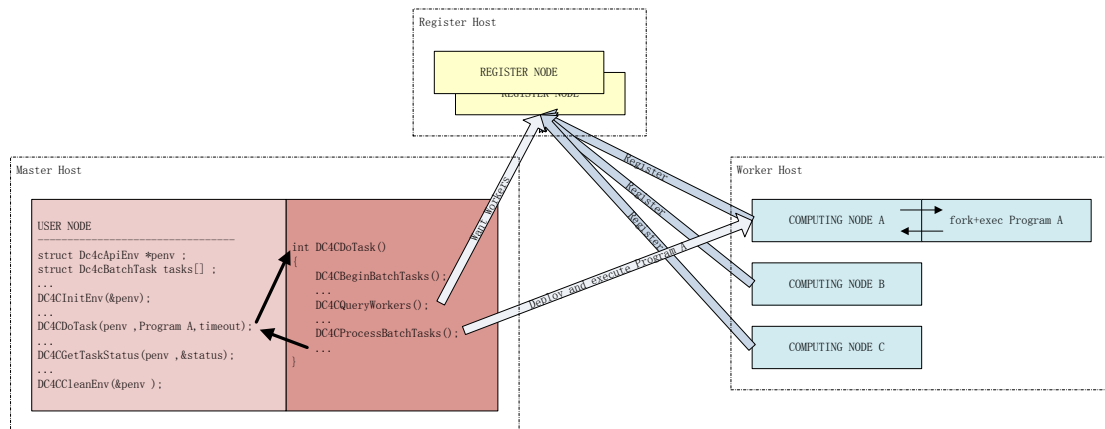 Register Host
REGISTER NODE
REGISTER NODE
Master Host
USER NODE
struct Dc4cApiEnv *penv ;
struct Dc4cBatchTask tasks[] ;
...
DC4CInitEnv(&penv);
...
DC4CDoTask(penv ,Program A,timeout);
...
DC4CGetTaskStatus(penv ,&status);
...
DC4CCleanEnv(&penv );
int DC4CDoTask()
{
DC4CBeginBatchTasks();
...
DC4CQueryWorkers();
...
DC4CProcessBatchTasks();
...
}
Want Workers
Deploy and execute Program A
Register
Register
Register
Worker Host
COMPUTING NODE A
fork+exec Program A
COMPUTING NODE B
COMPUTING NODE C